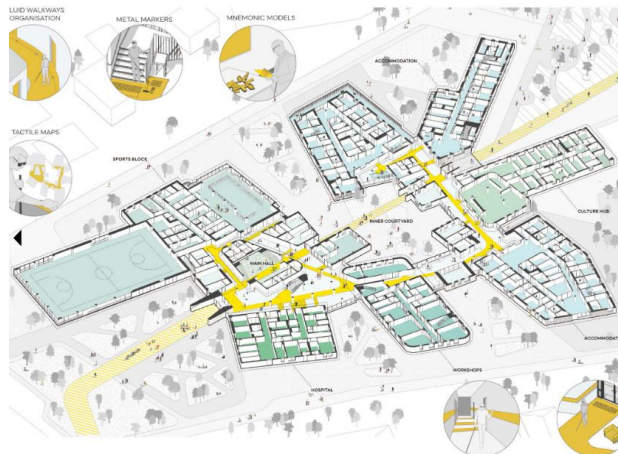 LUID WALKWAYS
ORGANISATION
METAL MARKERS
MNEMONIC MODELS
ACCOMMODATION
TACTILE MAPS
SPORTS BLOCK
CULTURE HUB
INNER COURTYARD
MAIN HALL
ACCOMMODAT
WORKSHOPS
HOSPITAL